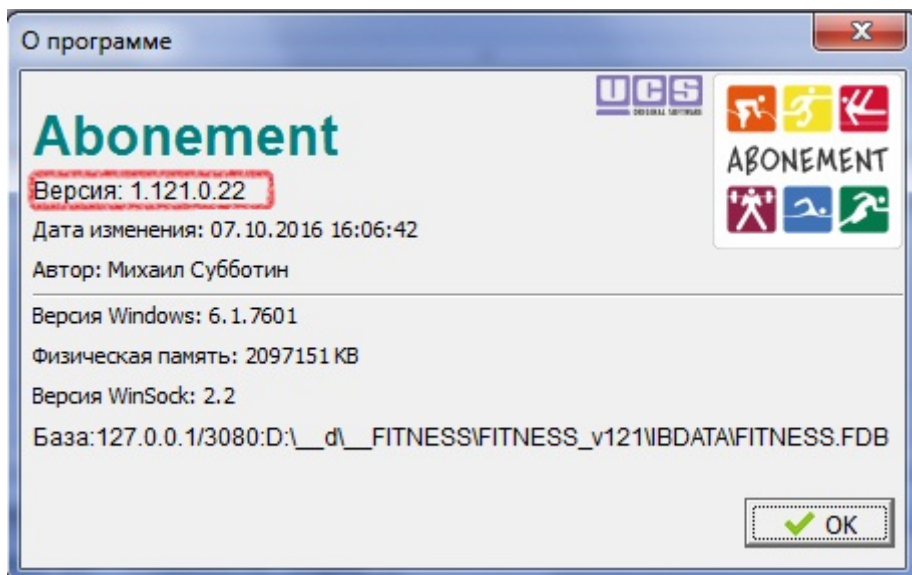 О программе
UCS
ORIGINAL SOFTWARE
Abonement
ABONEMENT
Версия: 1.121.0.22
Дата изменения: 07.10.2016 16:06:42
Автор: Михаил Субботин
Версия Windows: 6.1.7601
Физическая память: 2097151 KB
Версия WinSock: 2.2
База:127.0.0.1/3080:D:\__d\__FITNESS\FITNESS_v121\IBDATA\FITNESS.FDB
OK